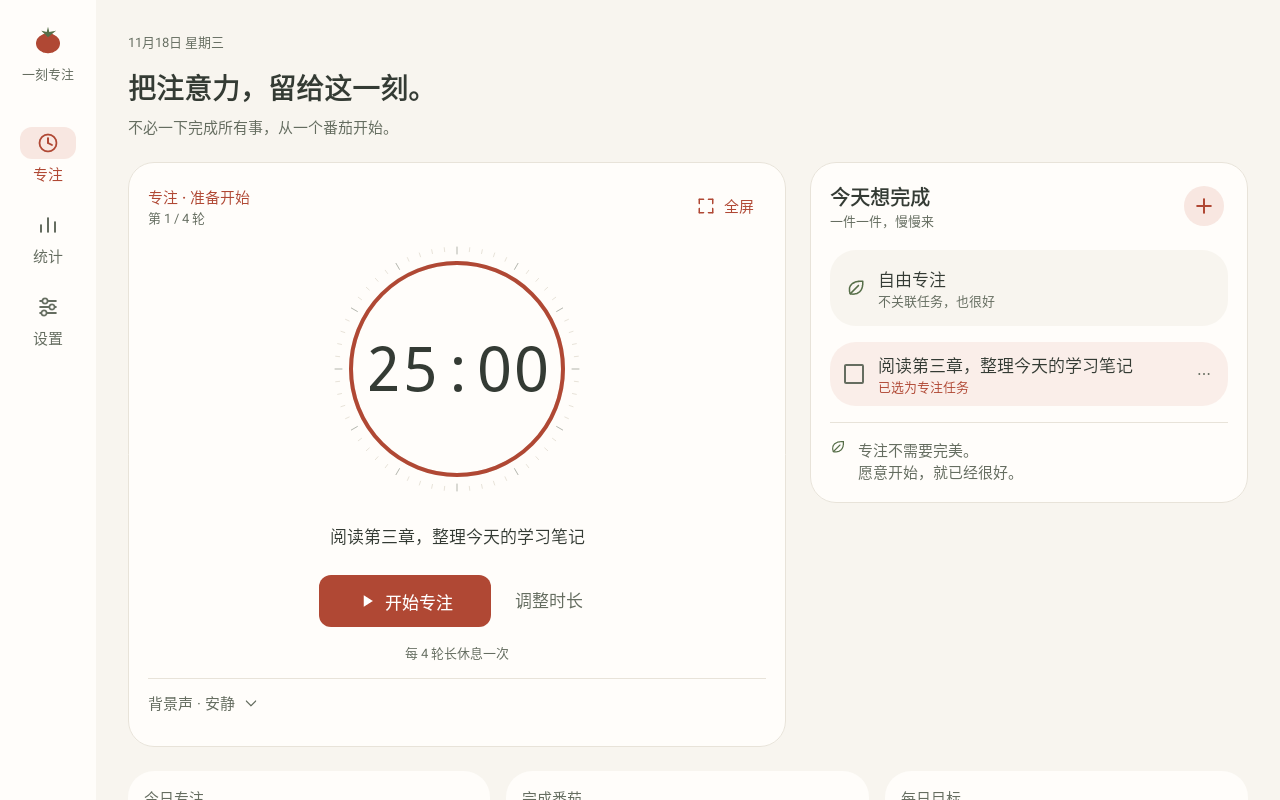 一刻专注
专注
统计
设置
11月18日 星期三
把注意力，留给这一刻。
不必一下完成所有事，从一个番茄开始。
专注 · 准备开始
第 1 / 4 轮
全屏
25:00
阅读第三章，整理今天的学习笔记
开始专注
调整时长
每 4 轮长休息一次
背景声 · 安静
今天想完成
一件一件，慢慢来
自由专注
不关联任务，也很好
阅读第三章，整理今天的学习笔记
已选为专注任务
...
专注不需要完美。
愿意开始，就已经很好。
今日专注
完成番茄
每日目标